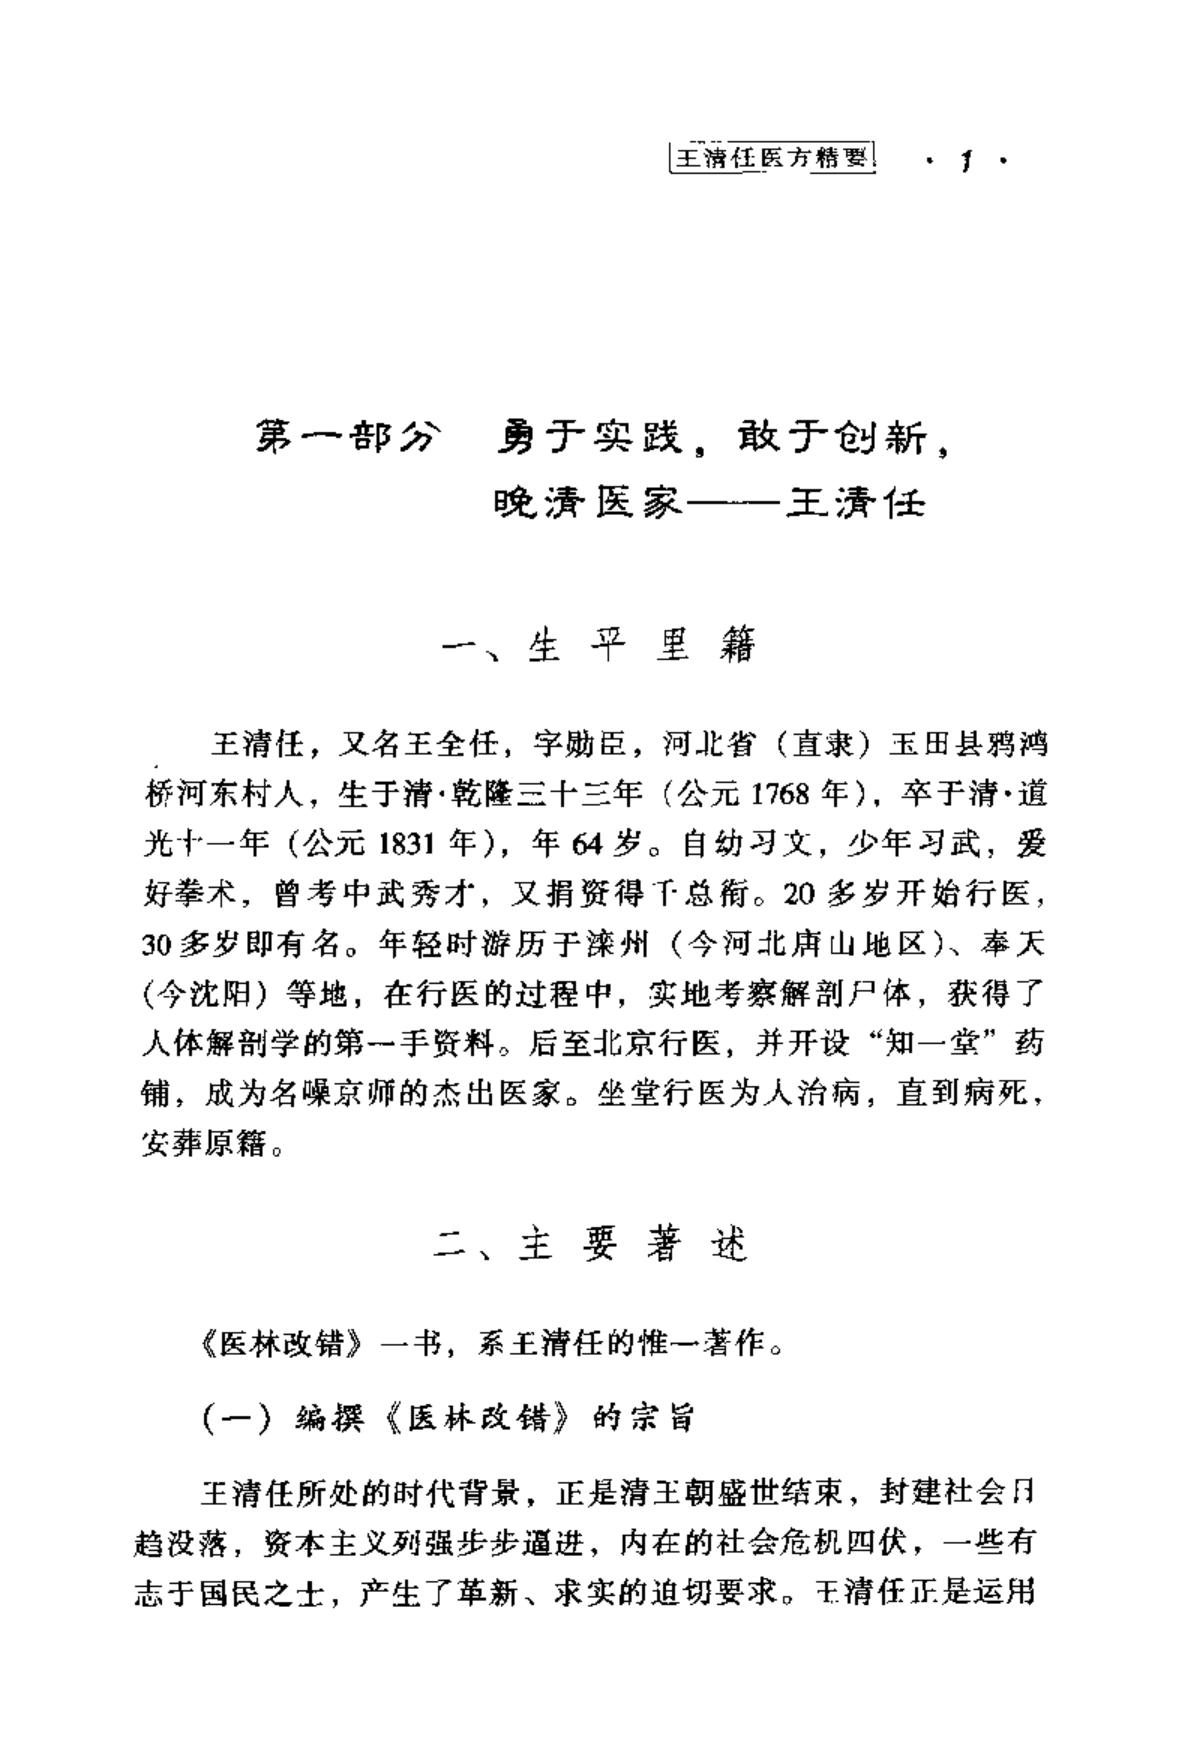 王清任医方精要 · 1 ·
第一部分 勇于实践，敢于创新，
晚清医家——王清任
一、生平里籍
王清任，又名王全任，字勋臣，河北省（直隶）玉田县鸦鸿
桥河东村人，生于清·乾隆三十三年（公元 1768 年），卒于清·道
光十一年（公元 1831 年），年 64 岁。自幼习文，少年习武，爱
好拳术，曾考中武秀才，又捐资得千总衔。20 多岁开始行医，
30 多岁即有名。年轻时游历于滦州（今河北唐山地区）、奉天
（今沈阳）等地，在行医的过程中，实地考察解剖尸体，获得了
人体解剖学的第一手资料。后至北京行医，并开设“知一堂”药
铺，成为名噪京师的杰出医家。坐堂行医为人治病，直到病死，
安葬原籍。
二、主要著述
《医林改错》一书，系王清任的惟一著作。
（一）编撰《医林改错》的宗旨
王清任所处的时代背景，正是清王朝盛世结束，封建社会日
趋没落，资本主义列强步步逼进，内在的社会危机四伏，一些有
志于国民之士，产生了革新、求实的迫切要求。王清任正是运用